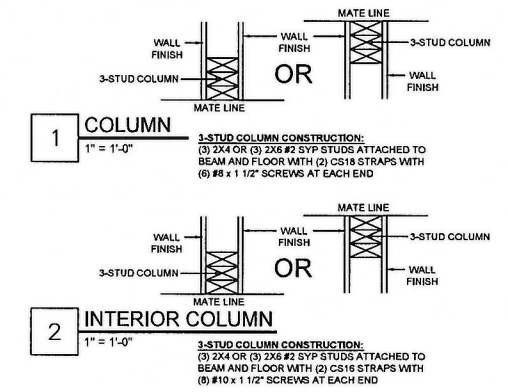 MATE LINE
WALL FINISH
WALL FINISH
3-STUD COLUMN
3-STUD COLUMN
OR
WALL FINISH
MATE LINE
1
COLUMN
1" = 1'-0"
3-STUD COLUMN CONSTRUCTION:
(3) 2X4 OR (3) 2X6 #2 SYP STUDS ATTACHED TO
BEAM AND FLOOR WITH (2) CS18 STRAPS WITH
(6) #8 x 1 1/2" SCREWS AT EACH END
MATE LINE
WALL FINISH
WALL FINISH
3-STUD COLUMN
3-STUD COLUMN
OR
WALL FINISH
MATE LINE
2
INTERIOR COLUMN
1" = 1'-0"
3-STUD COLUMN CONSTRUCTION:
(3) 2X4 OR (3) 2X6 #2 SYP STUDS ATTACHED TO
BEAM AND FLOOR WITH (2) CS16 STRAPS WITH
(8) #10 x 1 1/2" SCREWS AT EACH END